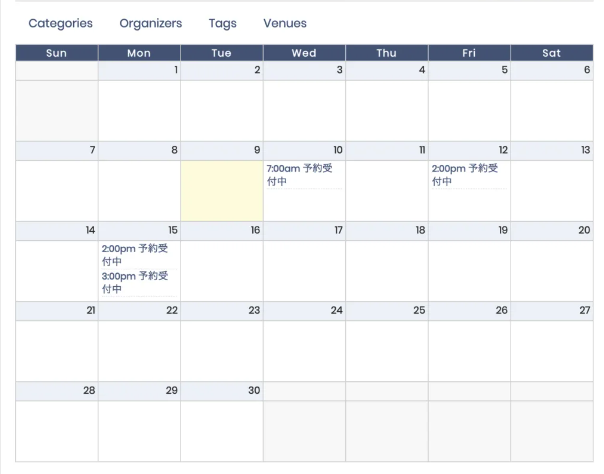 Categories Organizers Tags Venues
Sun Mon Tue Wed Thu Fri Sat
1 2 3 4 5 6
7 8 9 10 11 12 13
7:00am 予約受
付中
2:00pm 予約受
付中
14 15 16 17 18 19 20
2:00pm 予約受
付中
3:00pm 予約受
付中
21 22 23 24 25 26 27
28 29 30